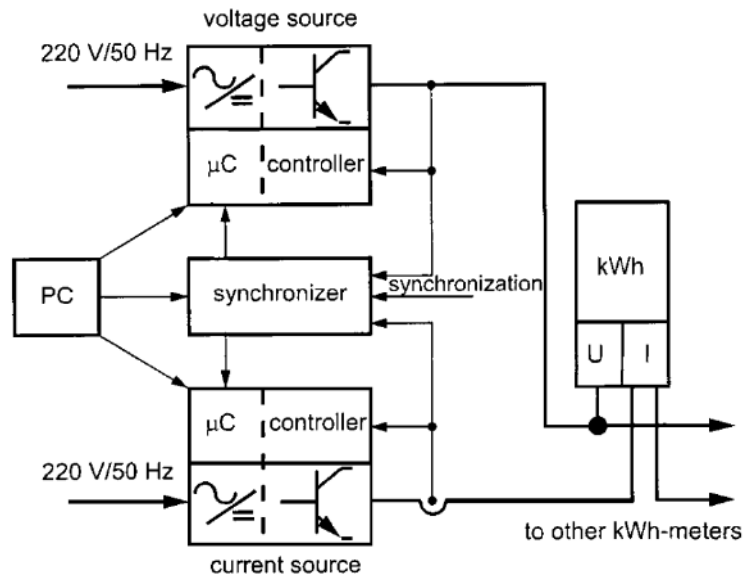 voltage source
220 V/50 Hz
μC controller
PC
synchronizer
synchronization
kWh
U I
μC controller
220 V/50 Hz
to other kWh-meters
current source